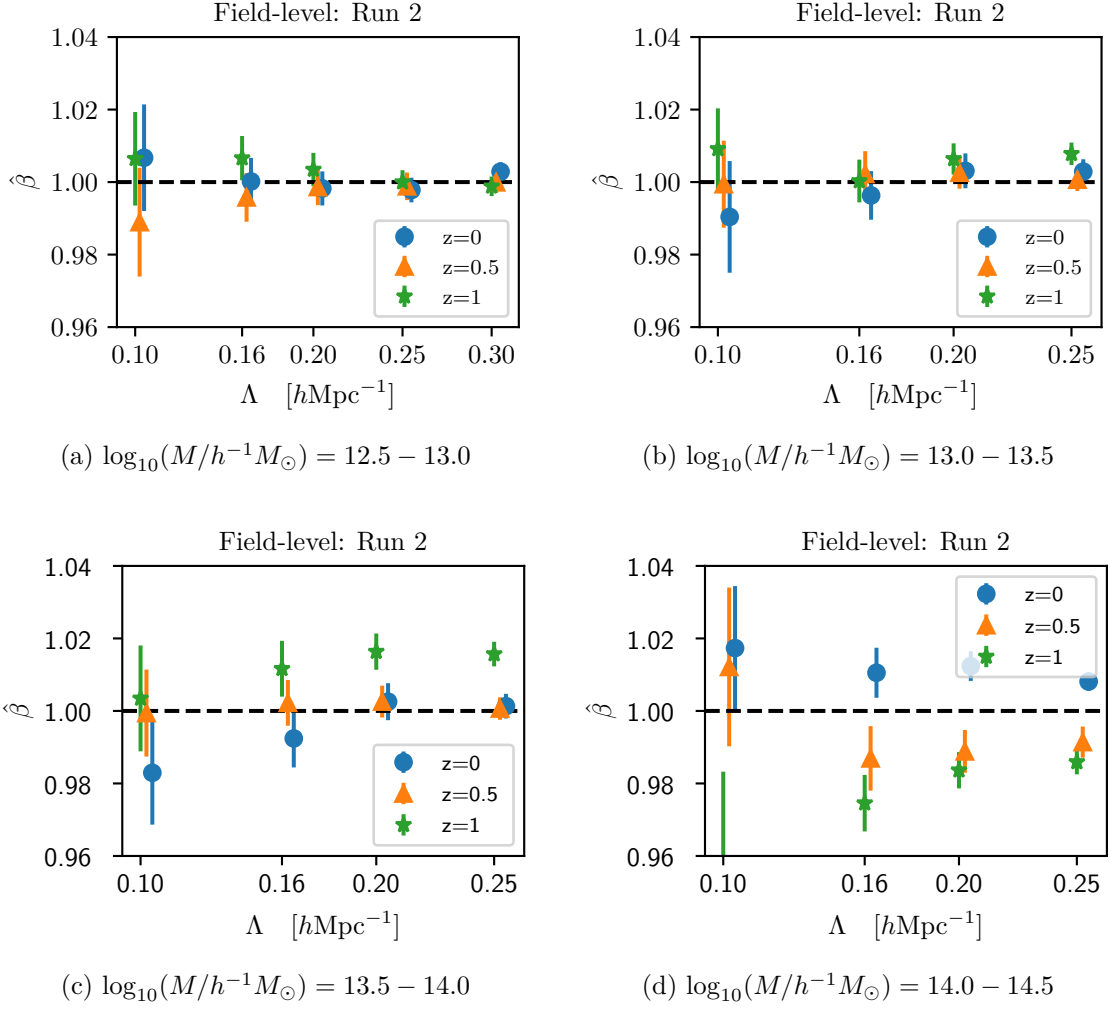 Field-level: Run 2
1.04
1.02
1.00
0.98
0.96
β̂
z=0
z=0.5
z=1
0.10 0.16 0.20 0.25 0.30
Λ [hMpc⁻¹]
(a) log₁₀(M/h⁻¹M⊙) = 12.5 − 13.0
Field-level: Run 2
1.04
1.02
1.00
0.98
0.96
β̂
z=0
z=0.5
z=1
0.10 0.16 0.20 0.25
Λ [hMpc⁻¹]
(b) log₁₀(M/h⁻¹M⊙) = 13.0 − 13.5
Field-level: Run 2
1.04
1.02
1.00
0.98
0.96
β̂
z=0
z=0.5
z=1
0.10 0.16 0.20 0.25
Λ [hMpc⁻¹]
(c) log₁₀(M/h⁻¹M⊙) = 13.5 − 14.0
Field-level: Run 2
1.04
1.02
1.00
0.98
0.96
β̂
z=0
z=0.5
z=1
0.10 0.16 0.20 0.25
Λ [hMpc⁻¹]
(d) log₁₀(M/h⁻¹M⊙) = 14.0 − 14.5